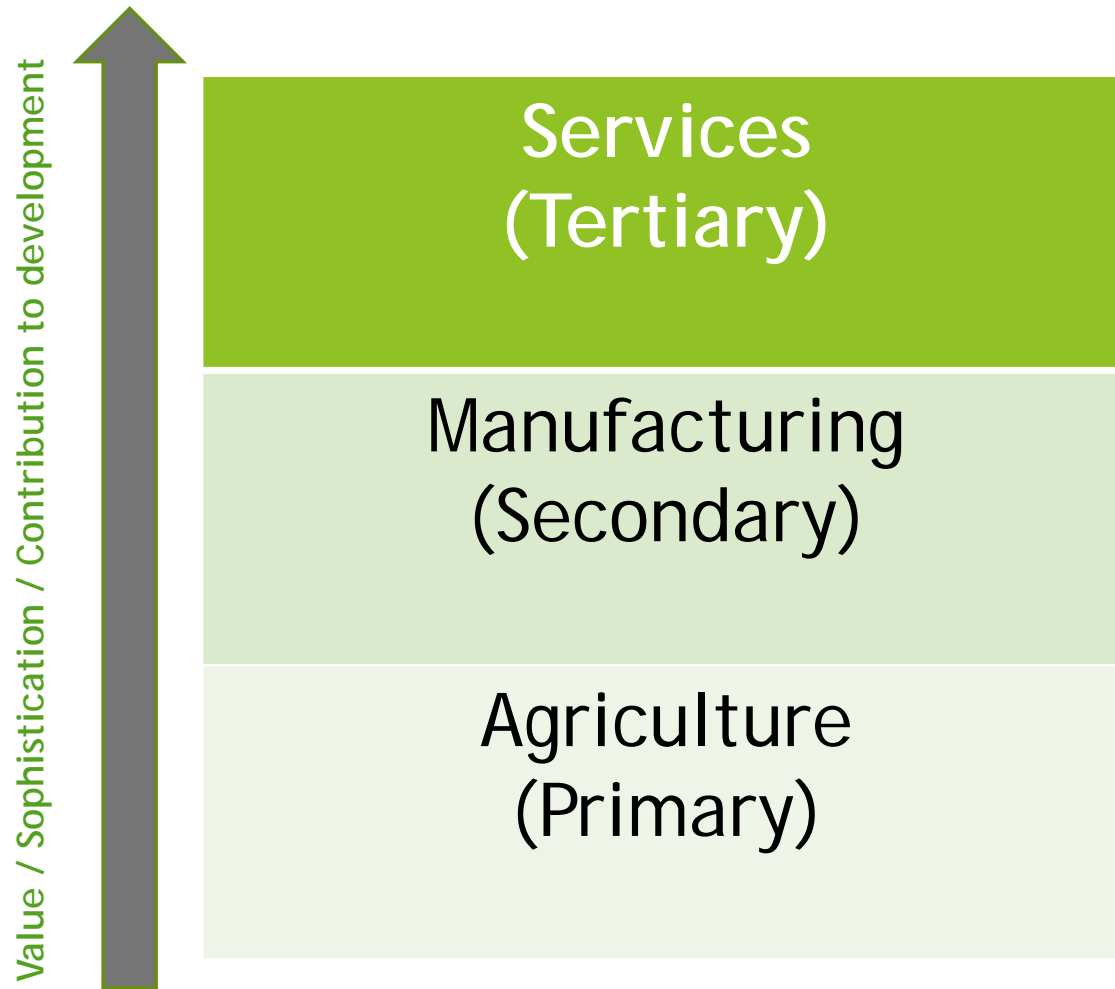 Value / Sophistication / Contribution to development
Services
(Tertiary)
Manufacturing
(Secondary)
Agriculture
(Primary)